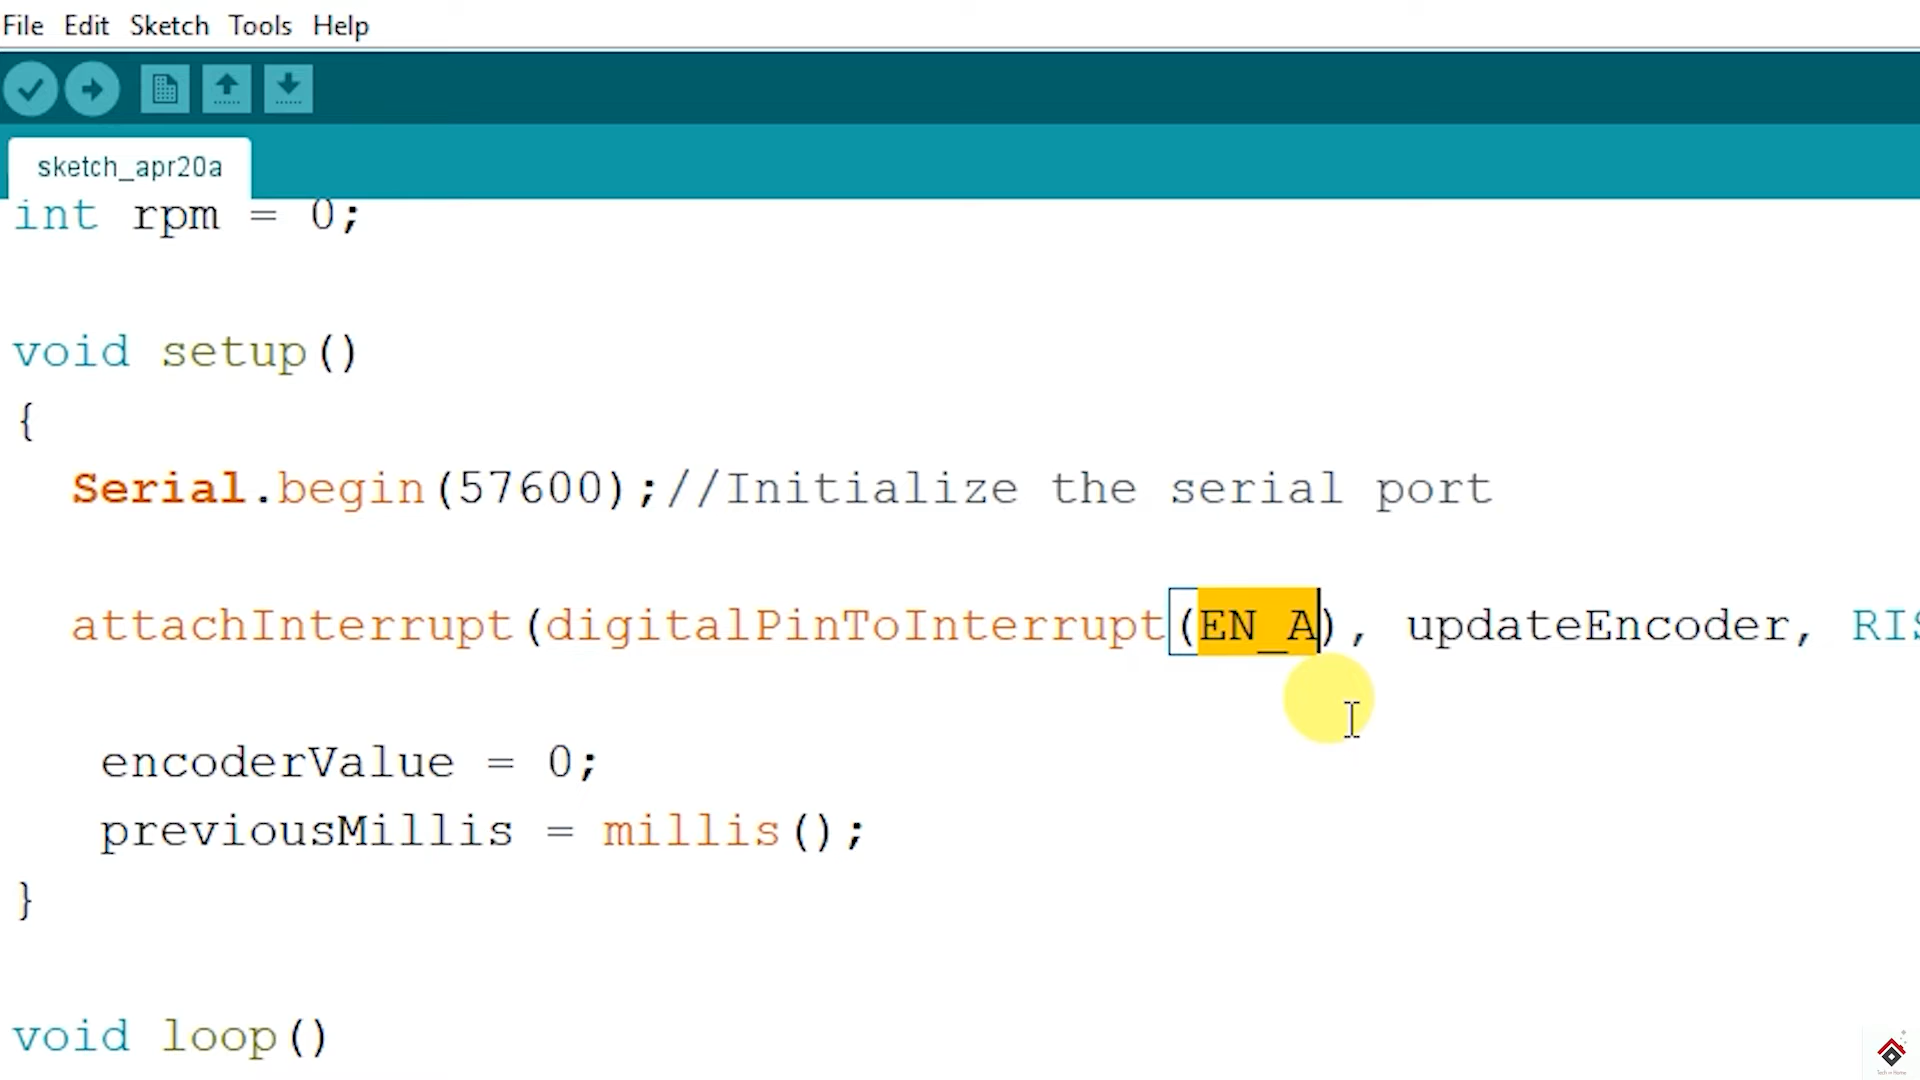 File Edit Sketch Tools Help
sketch_apr20a
int rpm = 0;
void setup()
{
Serial.begin(57600);//Initialize the serial port
attachInterrupt(digitalPinToInterrupt(EN_A), updateEncoder, RIS
encoderValue = 0;
previousMillis = millis();
}
void loop()